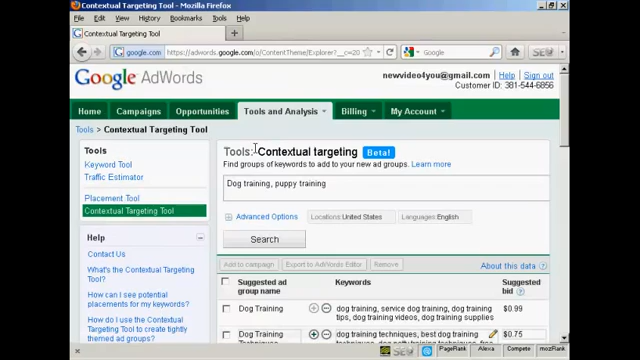 Contextual Targeting Tool - Mozilla Firefox
File Edit View History Bookmarks Tools Help
Contextual Targeting Tool
google.com https://adwords.google.com/o/ContentTheme/Explorer?__c=20
Google
Google AdWords
newvideo4you@gmail.com Help Sign out
Customer ID: 381-544-6856
Home Campaigns Opportunities Tools and Analysis Billing My Account
Tools > Contextual Targeting Tool
Tools
Keyword Tool
Traffic Estimator
Placement Tool
Contextual Targeting Tool
Help
Contact Us
What's the Contextual Targeting Tool?
How can I see potential placements for my keywords?
How do I use the Contextual Targeting Tool to create tightly themed ad groups?
Tools: Contextual targeting Beta!
Find groups of keywords to add to your new ad groups. Learn more
Dog training, puppy training
Advanced Options Locations: United States Languages: English
Search
Add to campaign Export to AdWords Editor Remove About this data
Suggested ad group name Keywords Suggested bid
Dog Training dog training, service dog training, dog training tips, dog training videos, dog training supplies $0.99
Dog Training Techniques dog training techniques, best dog training $0.75
PageRank Alexa Compete mozRank